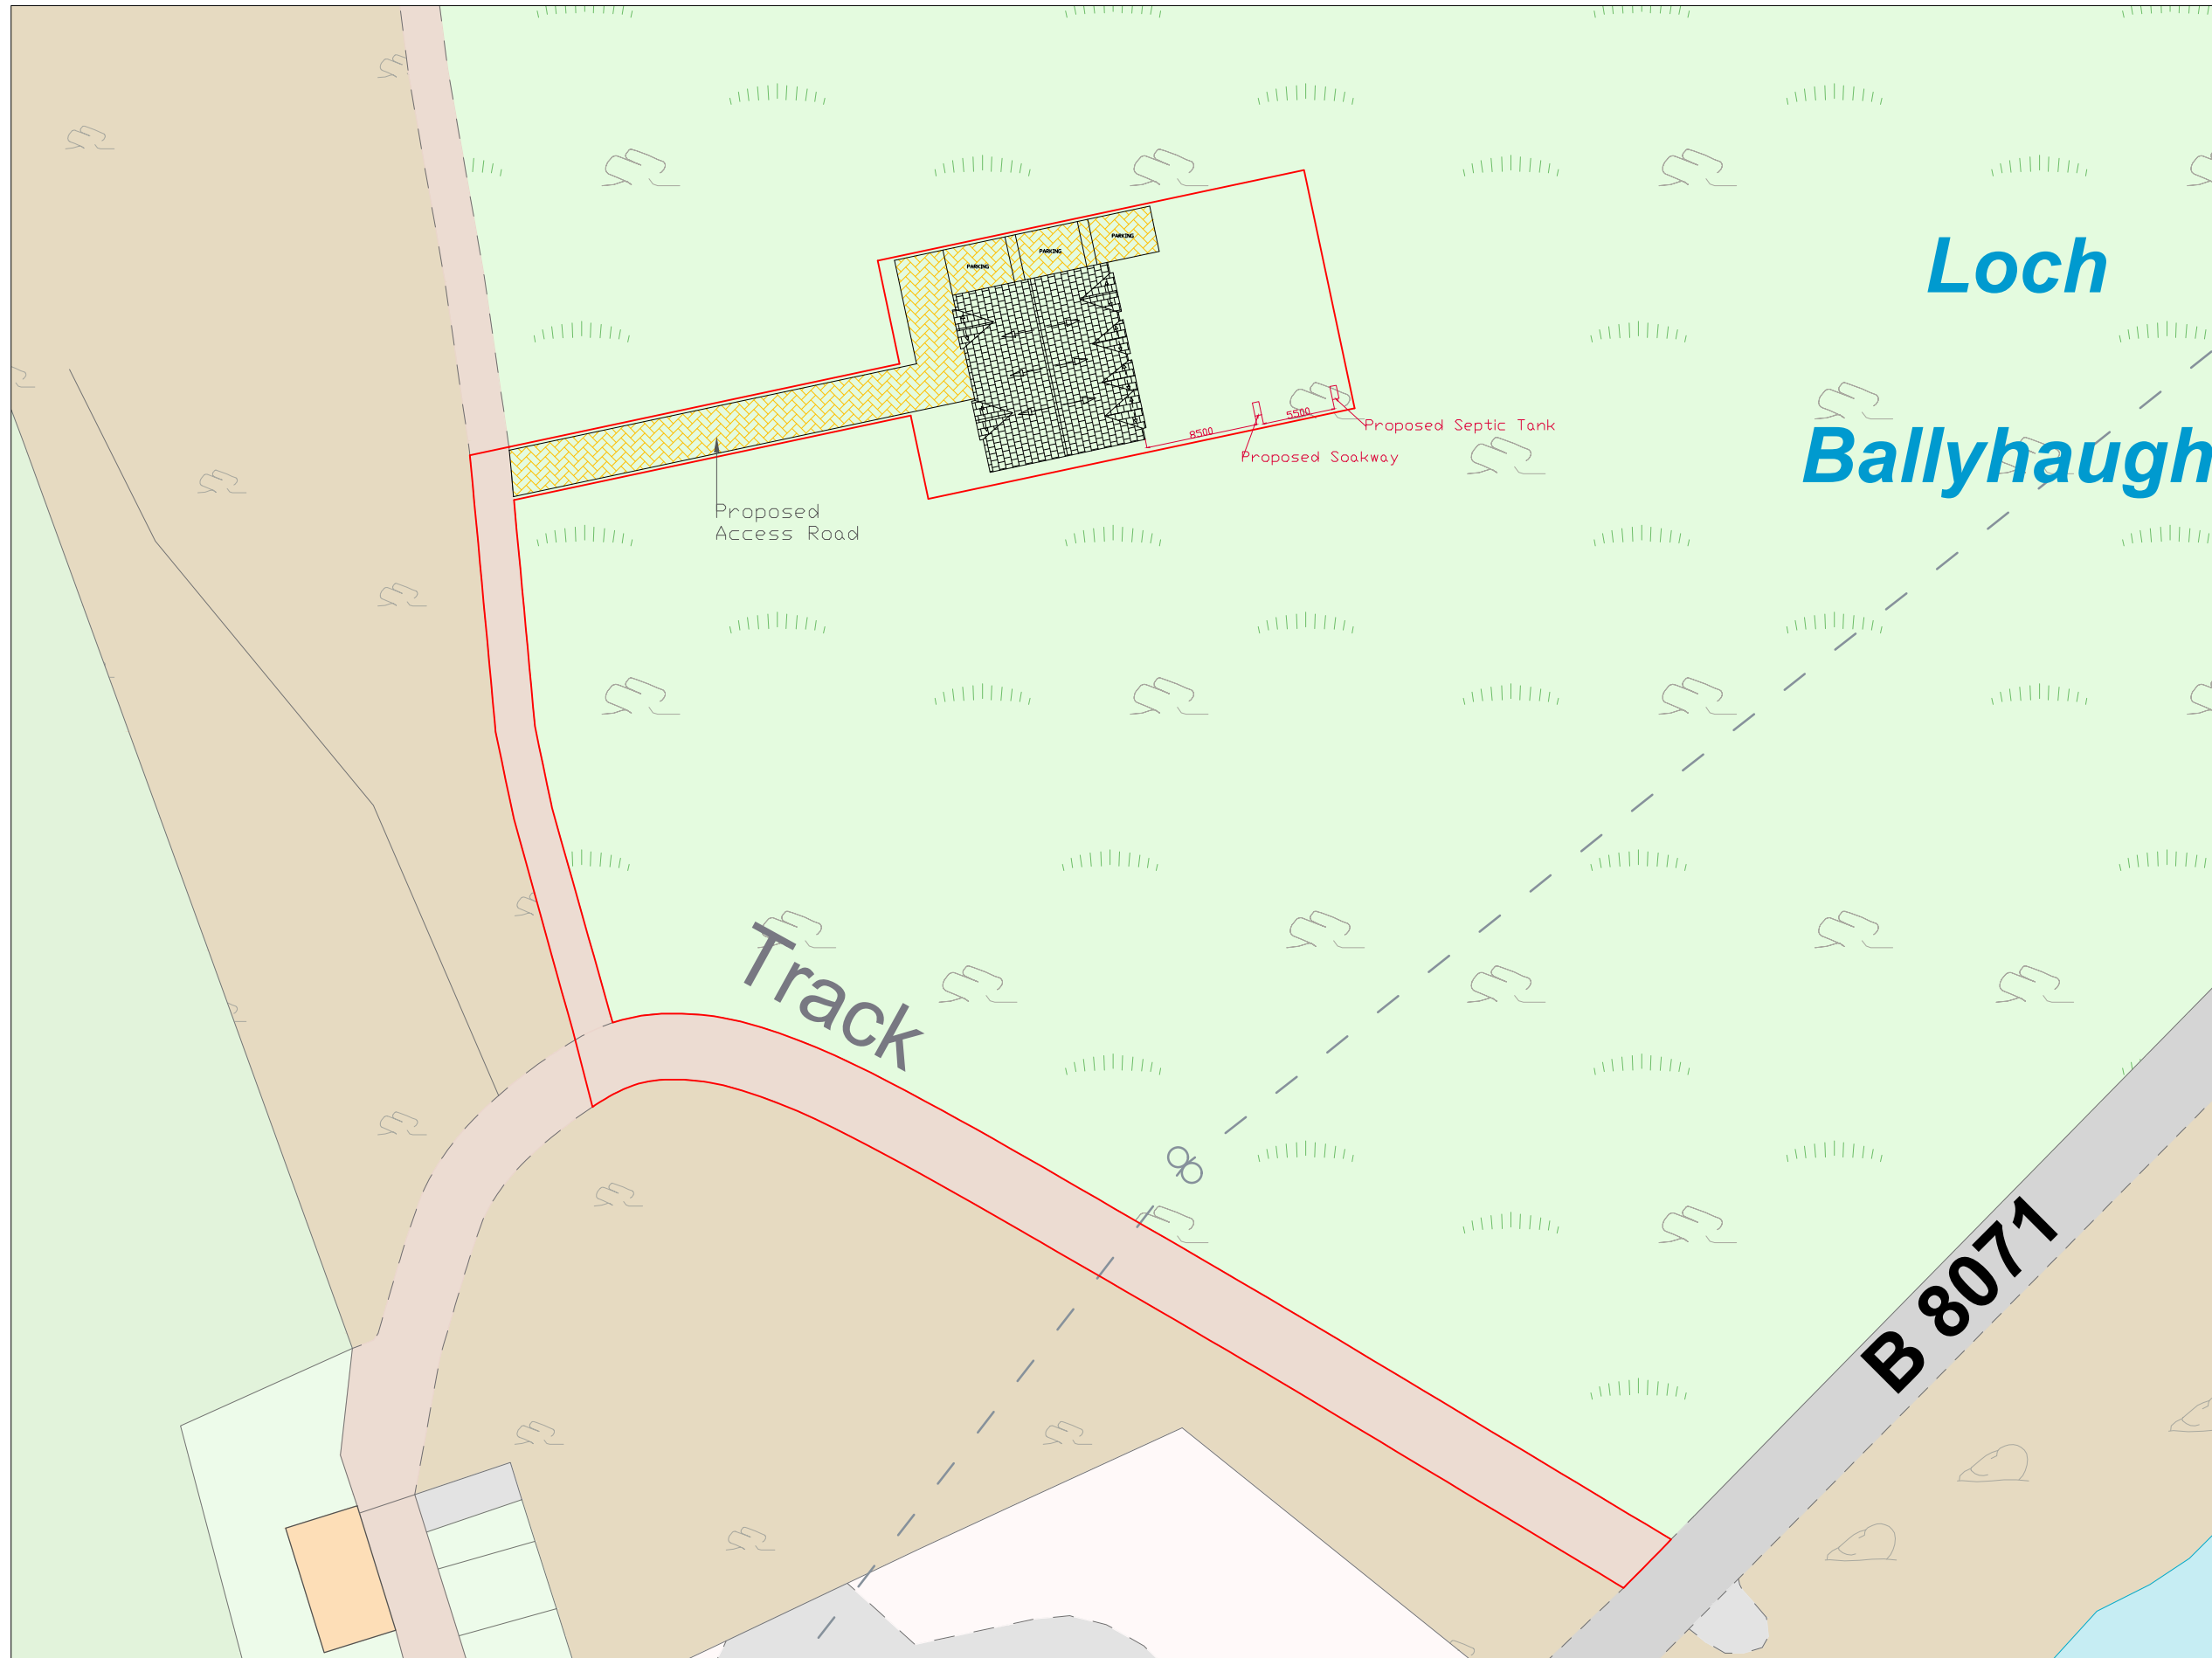 PARKING
PARKING
PARKING
Loch
Ballyhaugh
5500
8500
Proposed Septic Tank
Proposed Soakway
Proposed
Access Road
Track
B 8071